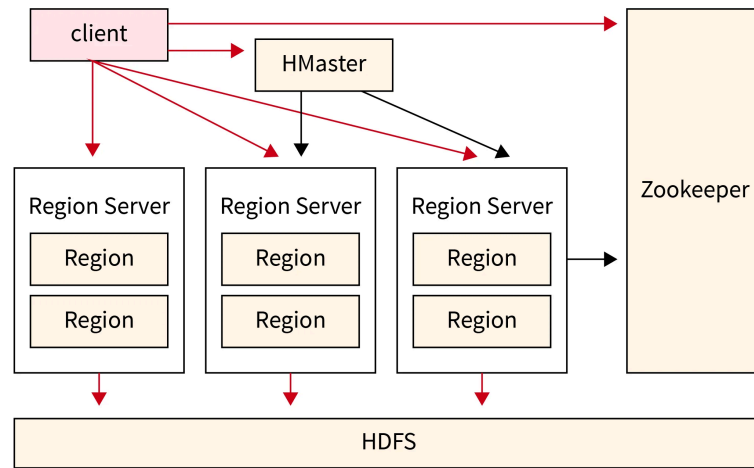 client
HMaster
Zookeeper
Region Server
Region Server
Region Server
Region
Region
Region
Region
Region
Region
HDFS